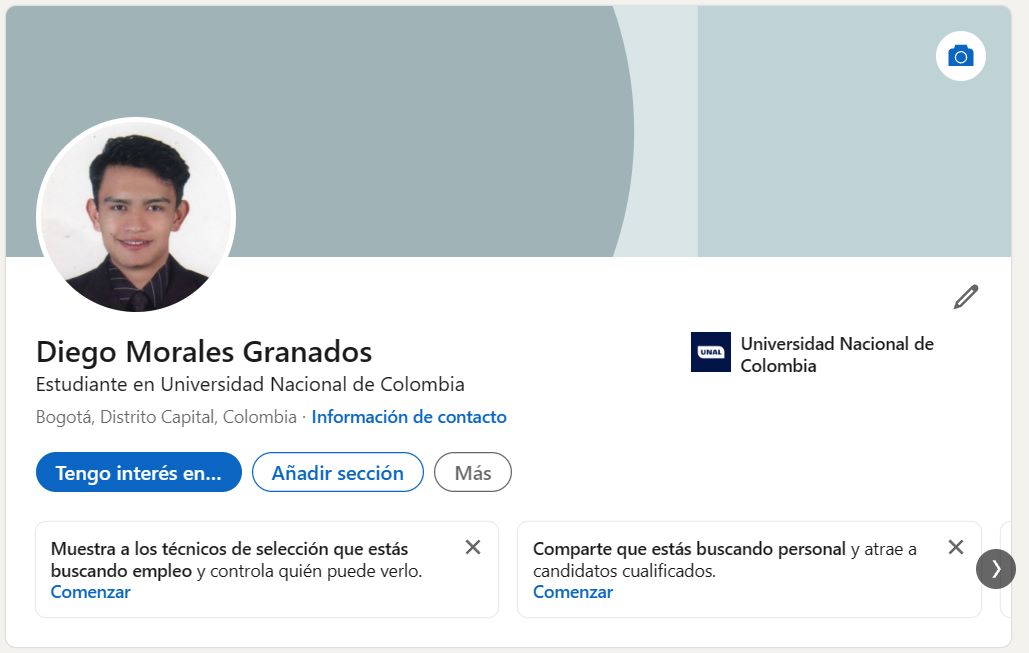 Diego Morales Granados
Estudiante en Universidad Nacional de Colombia
Bogotá, Distrito Capital, Colombia · Información de contacto
UNAL
Universidad Nacional de
Colombia
Tengo interés en...
Añadir sección
Más
Muestra a los técnicos de selección que estás
buscando empleo y controla quién puede verlo.
Comenzar
Comparte que estás buscando personal y atrae a
candidatos cualificados.
Comenzar